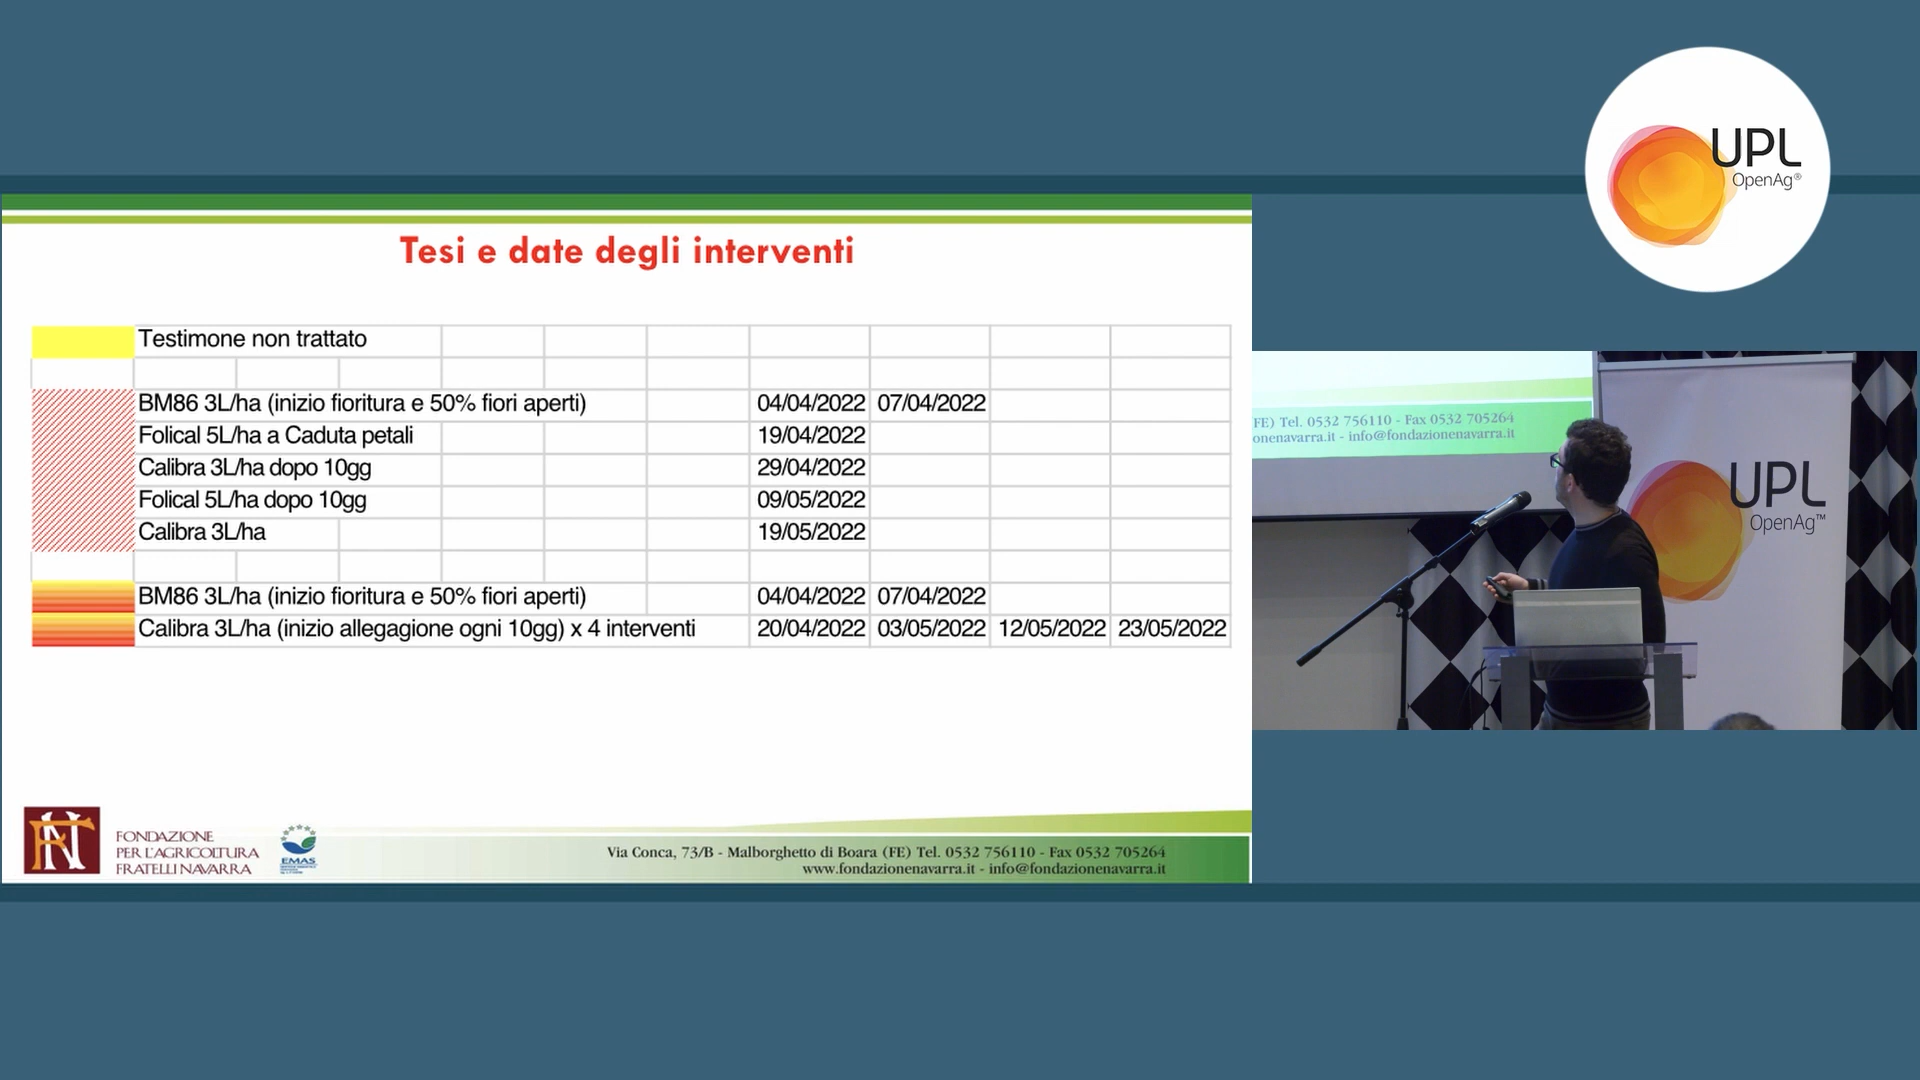 UPL
OpenAg®
Tesi e date degli interventi
Testimone non trattato
BM86 3L/ha (inizio fioritura e 50% fiori aperti) 04/04/2022 07/04/2022
Folical 5L/ha a Caduta petali 19/04/2022
Calibra 3L/ha dopo 10gg 29/04/2022
Folical 5L/ha dopo 10gg 09/05/2022
Calibra 3L/ha 19/05/2022
BM86 3L/ha (inizio fioritura e 50% fiori aperti) 04/04/2022 07/04/2022
Calibra 3L/ha (inizio allegagione ogni 10gg) x 4 interventi 20/04/2022 03/05/2022 12/05/2022 23/05/2022
FONDAZIONE
PER L'AGRICOLTURA
FRATELLI NAVARRA
EMAS
Via Conca, 73/B - Malborghetto di Boara (FE) Tel. 0532 756110 - Fax 0532 705264
www.fondazionenavarra.it - info@fondazionenavarra.it
FE) Tel. 0532 756110 - Fax 0532 705264
onenavarra.it - info@fondazionenavarra.it
UPL
OpenAg™